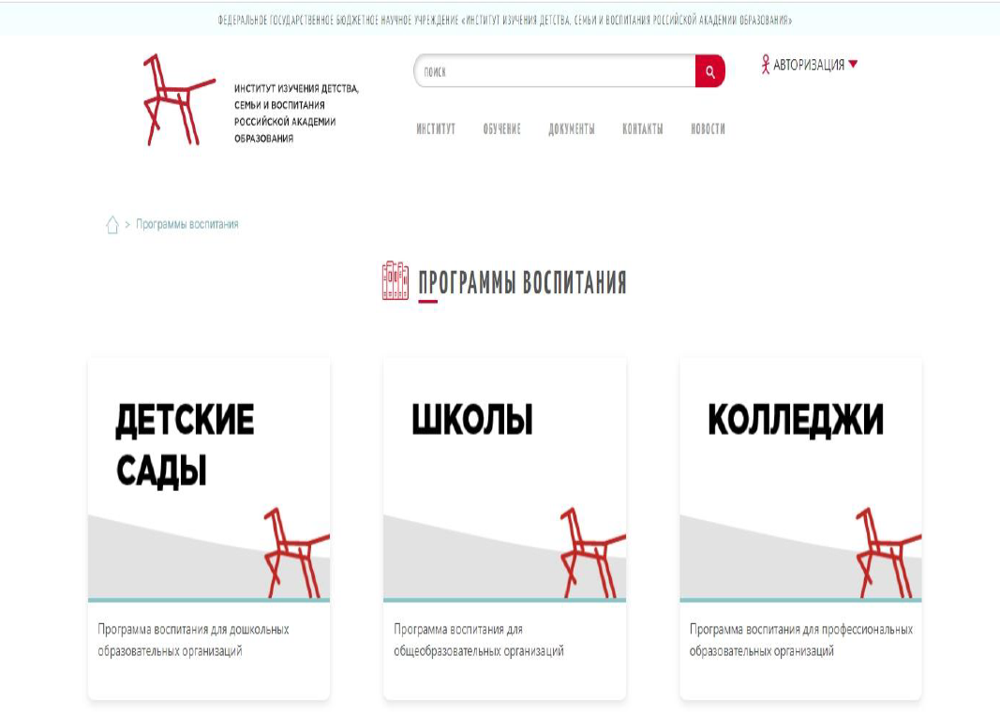 ФЕДЕРАЛЬНОЕ ГОСУДАРСТВЕННОЕ БЮДЖЕТНОЕ НАУЧНОЕ УЧРЕЖДЕНИЕ «ИНСТИТУТ ИЗУЧЕНИЯ ДЕТСТВА, СЕМЬИ И ВОСПИТАНИЯ РОССИЙСКОЙ АКАДЕМИИ ОБРАЗОВАНИЯ»
ИНСТИТУТ ИЗУЧЕНИЯ ДЕТСТВА,
СЕМЬИ И ВОСПИТАНИЯ
РОССИЙСКОЙ АКАДЕМИИ
ОБРАЗОВАНИЯ
ПОИСК
АВТОРИЗАЦИЯ
ИНСТИТУТ ОБУЧЕНИЕ ДОКУМЕНТЫ КОНТАКТЫ НОВОСТИ
> Программы воспитания
ПРОГРАММЫ ВОСПИТАНИЯ
ДЕТСКИЕ
САДЫ
Программа воспитания для дошкольных
образовательных организаций
ШКОЛЫ
Программа воспитания для
общеобразовательных организаций
КОЛЛЕДЖИ
Программа воспитания для профессиональных
образовательных организаций